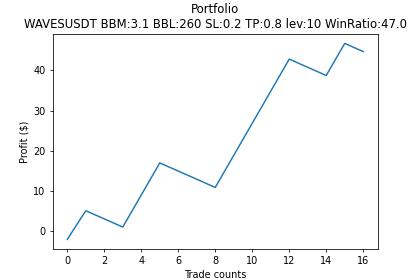 Portfolio
WAVESUSDT BBM:3.1 BBL:260 SL:0.2 TP:0.8 lev:10 WinRatio:47.0
40
30
20
10
0
Profit ($)
0 2 4 6 8 10 12 14 16
Trade counts